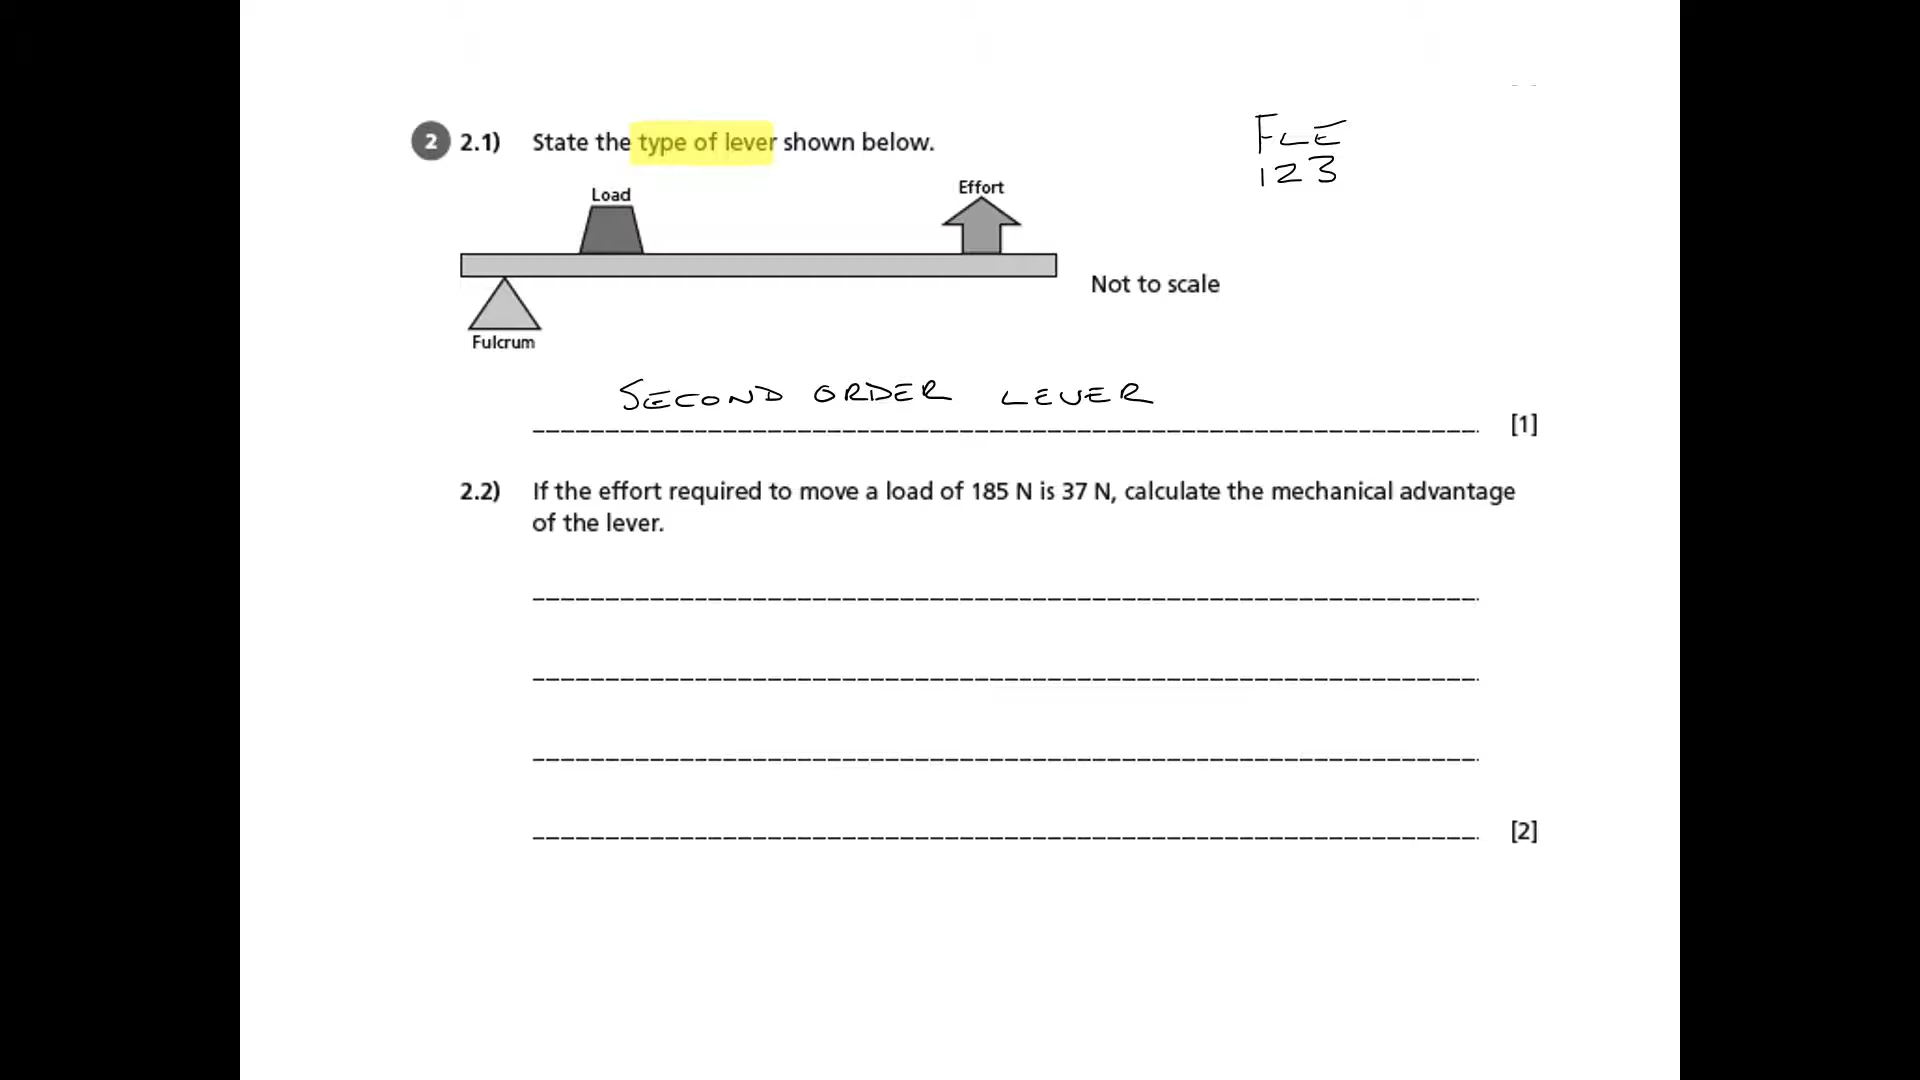 2 2.1) State the type of lever shown below.
FLE
123
Load
Effort
Not to scale
Fulcrum
SECOND ORDER LEVER
[1]
2.2) If the effort required to move a load of 185 N is 37 N, calculate the mechanical advantage
of the lever.
[2]